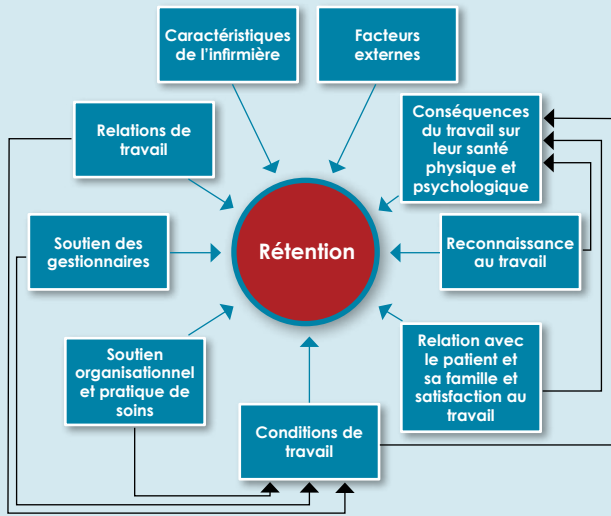 Caractéristiques
de l'infirmière
Facteurs
externes
Relations de
travail
Conséquences
du travail sur
leur santé
physique et
psychologique
Soutien des
gestionnaires
Rétention
Reconnaissance
au travail
Soutien
organisationnel
et pratique de
soins
Relation avec
le patient et
sa famille et
satisfaction au
travail
Conditions de
travail